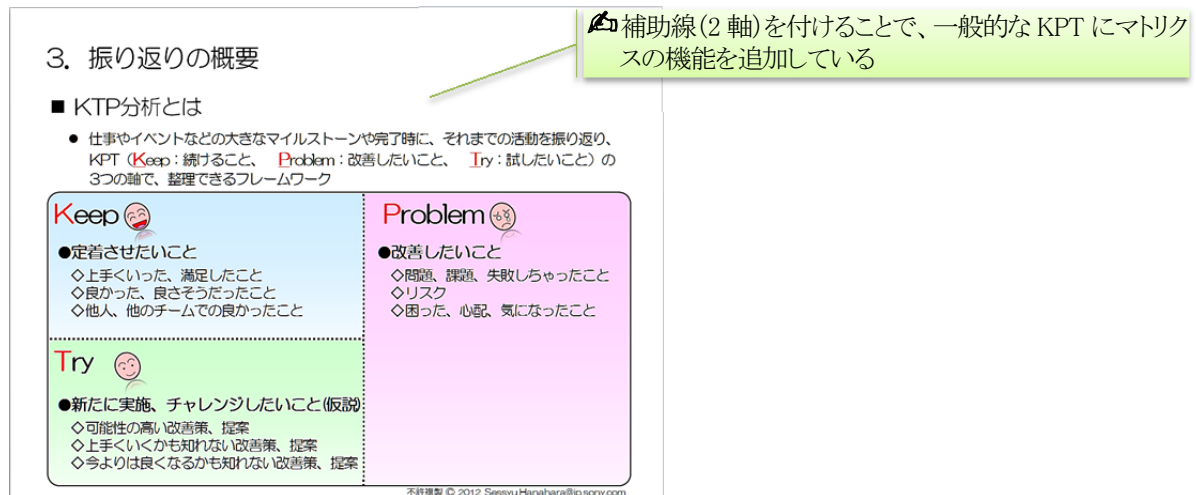 ✍補助線(2 軸)を付けることで、一般的な KPT にマトリク
スの機能を追加している
3．振り返りの概要
■ KTP分析とは
● 仕事やイベントなどの大きなマイルストーンや完了時に、それまでの活動を振り返り、
KPT（Keep：続けること、 Problem：改善したいこと、 Try：試したいこと）の
3つの軸で、整理できるフレームワーク
Keep
●定着させたいこと
◇上手くいった、満足したこと
◇良かった、良さそうだったこと
◇他人、他のチームでの良かったこと
Problem
●改善したいこと
◇問題、課題、失敗しちゃったこと
◇リスク
◇困った、心配、気になったこと
Try
●新たに実施、チャレンジしたいこと(仮説)
◇可能性の高い改善策、提案
◇上手くいくかも知れない改善策、提案
◇今よりは良くなるかも知れない改善策、提案
不許複製 © 2012 Sessyu.Hanahara@jp.sony.com